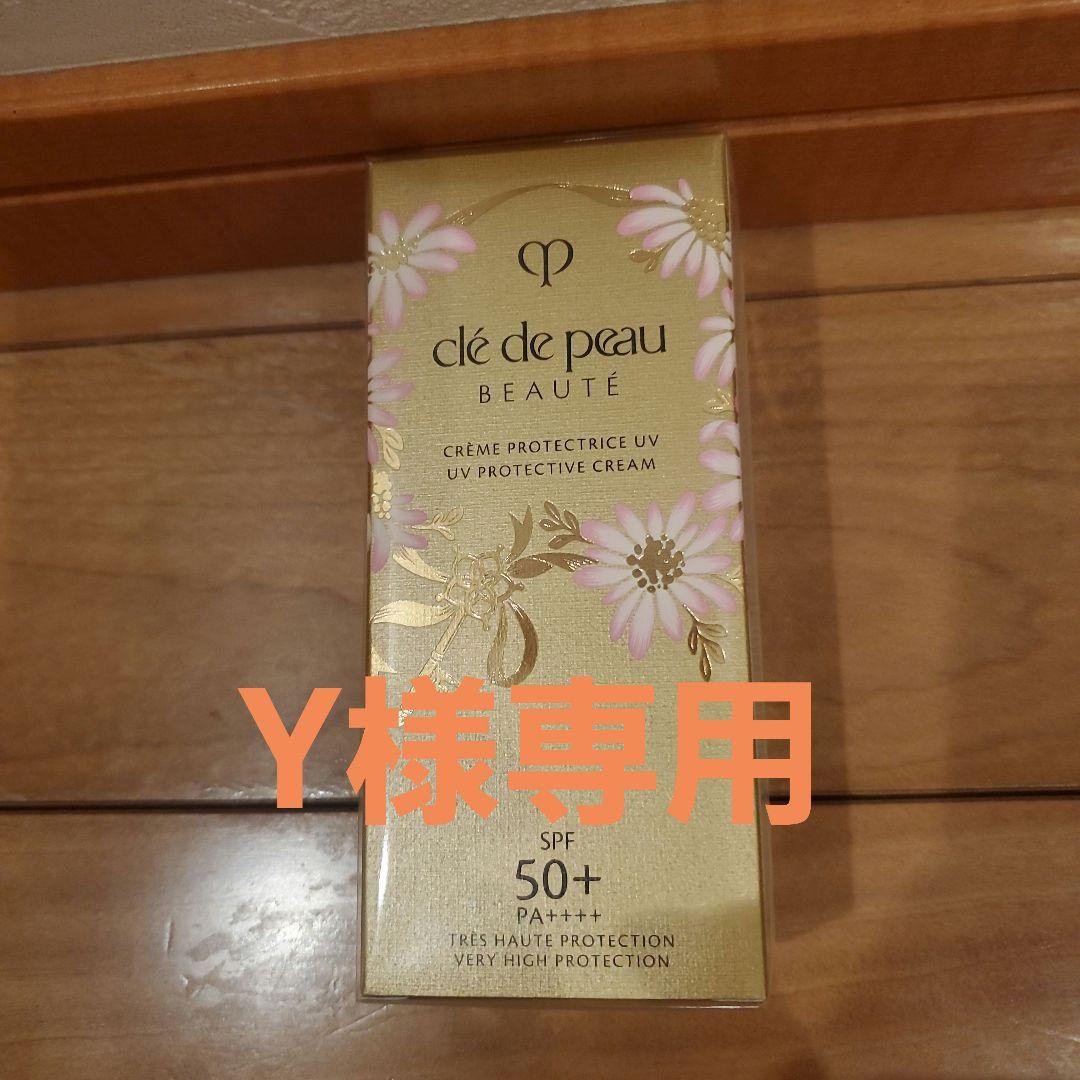 clé de peau
BEAUTÉ
CRÈME PROTECTRICE UV
UV PROTECTIVE CREAM
Y様専用
SPF
50+
PA++++
TRÈS HAUTE PROTECTION
VERY HIGH PROTECTION